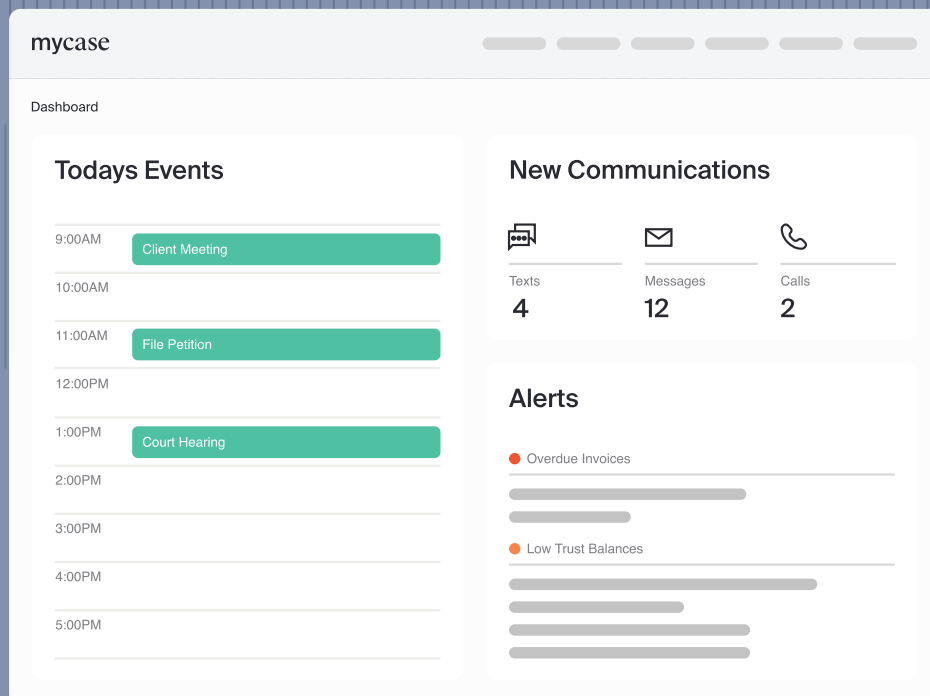 mycase
Dashboard
Todays Events
9:00AM
Client Meeting
10:00AM
11:00AM
File Petition
12:00PM
1:00PM
Court Hearing
2:00PM
3:00PM
4:00PM
5:00PM
New Communications
Texts
4
Messages
12
Calls
2
Alerts
Overdue Invoices
Low Trust Balances